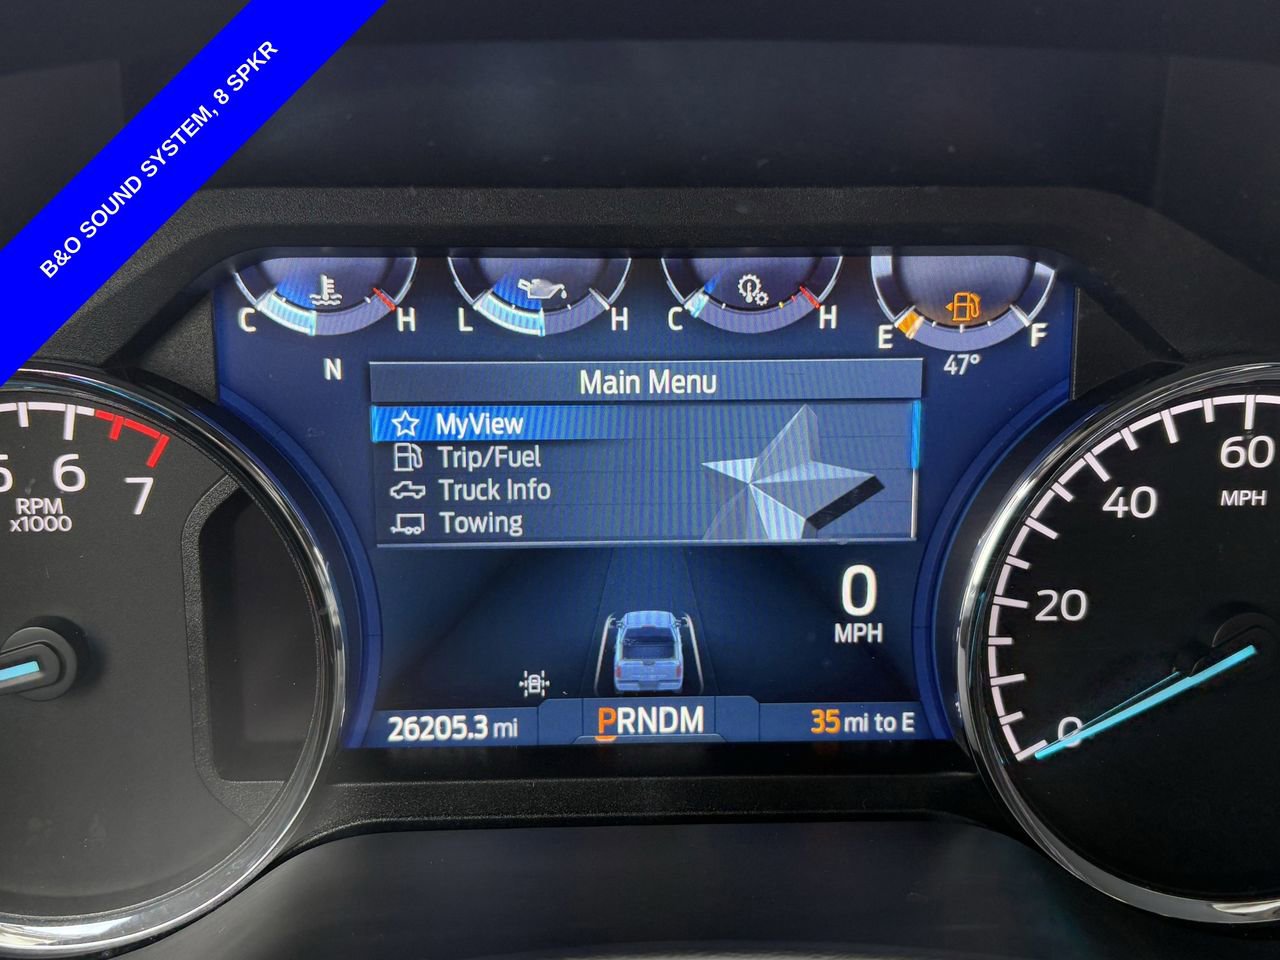 B&O SOUND SYSTEM, 8 SPKR
C H
L H
C H
E F
N
47°
Main Menu
MyView
Trip/Fuel
Truck Info
Towing
6
7
RPM
x1000
0
MPH
26205.3 mi
PRNDM
35 mi to E
60
MPH
40
20
0